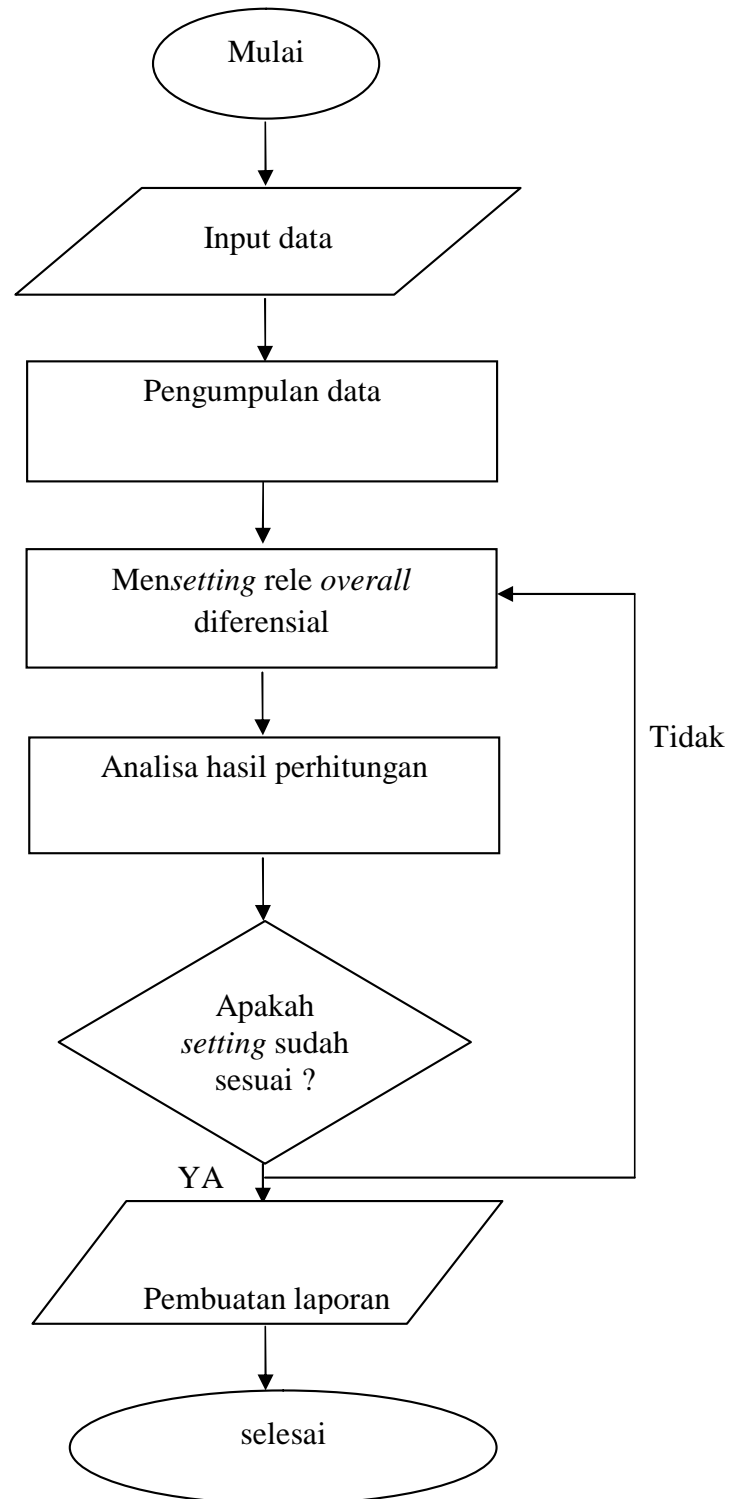 Mulai
Input data
Pengumpulan data
Mensetting rele overall
diferensial
Analisa hasil perhitungan
Tidak
Apakah
setting sudah
sesuai ?
YA
Pembuatan laporan
selesai